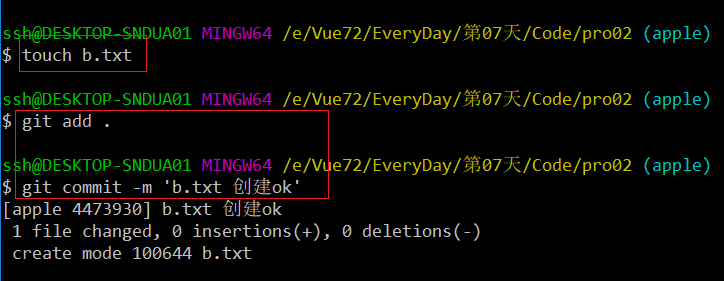 ssh@DESKTOP-SNDUA01 MINGW64 /e/Vue72/EveryDay/第07天/Code/pro02 (apple)
$ touch b.txt
ssh@DESKTOP-SNDUA01 MINGW64 /e/Vue72/EveryDay/第07天/Code/pro02 (apple)
$ git add .
ssh@DESKTOP-SNDUA01 MINGW64 /e/Vue72/EveryDay/第07天/Code/pro02 (apple)
$ git commit -m 'b.txt 创建ok'
[apple 4473930] b.txt 创建ok
 1 file changed, 0 insertions(+), 0 deletions(-)
 create mode 100644 b.txt